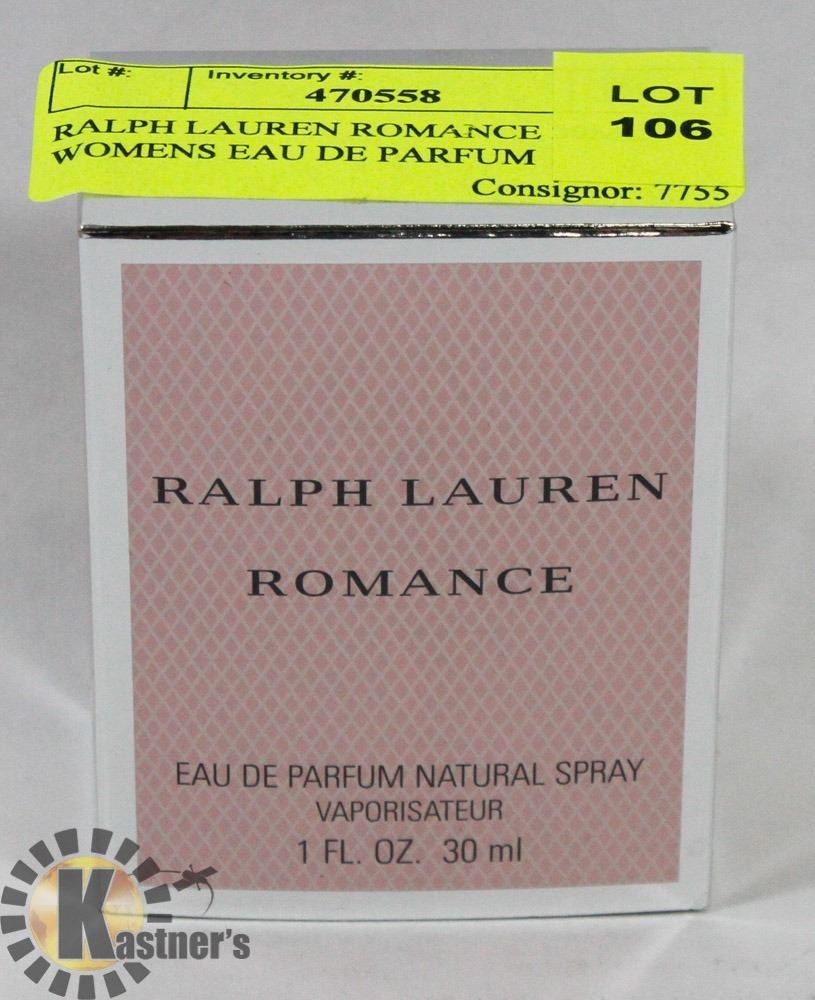 Lot #:
Inventory #:
470558
LOT
106
RALPH LAUREN ROMANCE
WOMENS EAU DE PARFUM
Consignor: 7755
RALPH LAUREN
ROMANCE
EAU DE PARFUM NATURAL SPRAY
VAPORISATEUR
1 FL. OZ. 30 ml
Kastner's